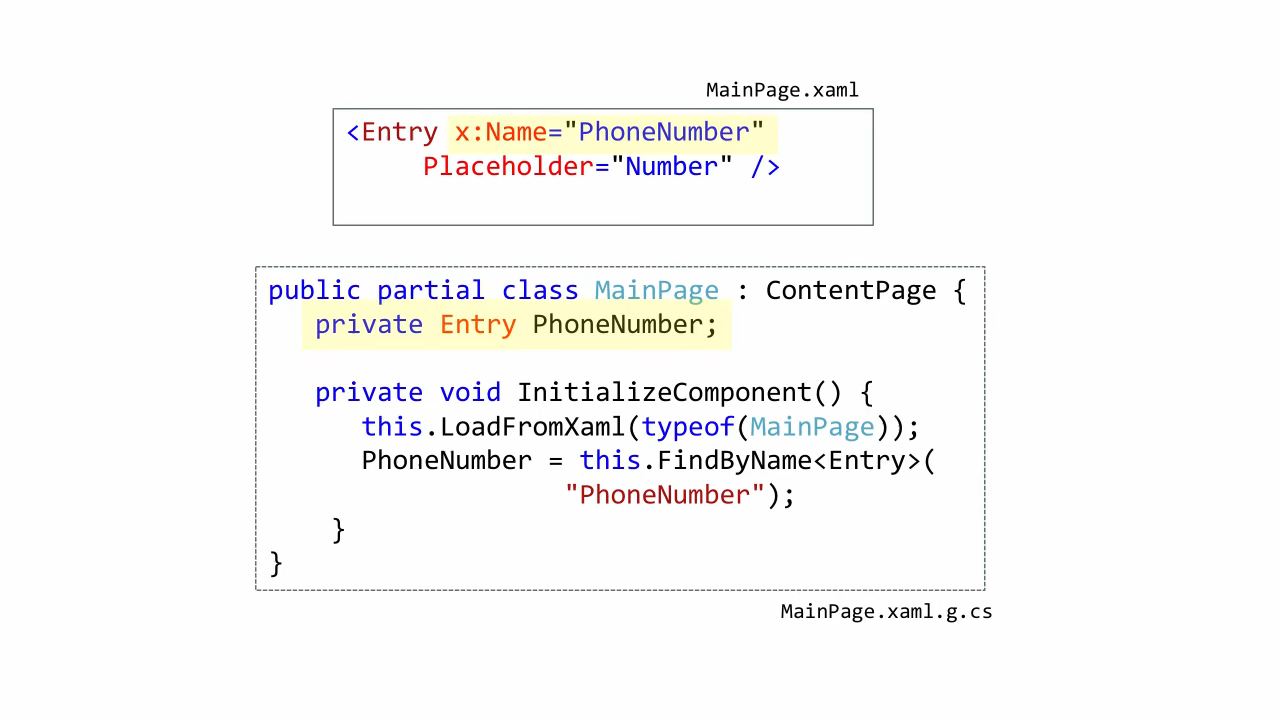 MainPage.xaml
<Entry x:Name="PhoneNumber"
Placeholder="Number" />
public partial class MainPage : ContentPage {
private Entry PhoneNumber;
private void InitializeComponent() {
this.LoadFromXaml(typeof(MainPage));
PhoneNumber = this.FindByName<Entry>(
"PhoneNumber");
}
}
MainPage.xaml.g.cs